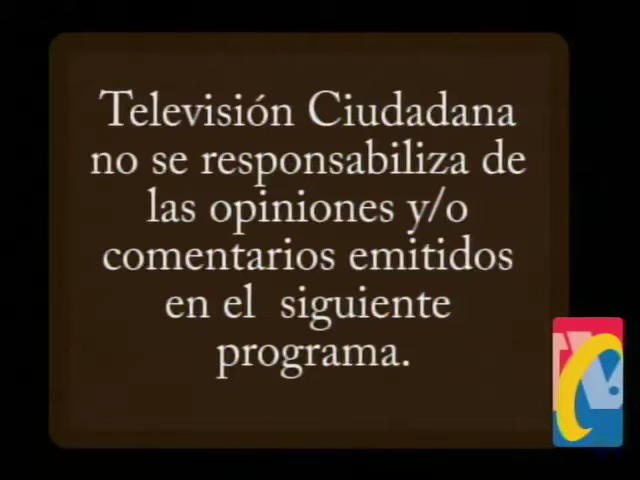 Televisión Ciudadana
no se responsabiliza de
las opiniones y/o
comentarios emitidos
en el siguiente
programa.